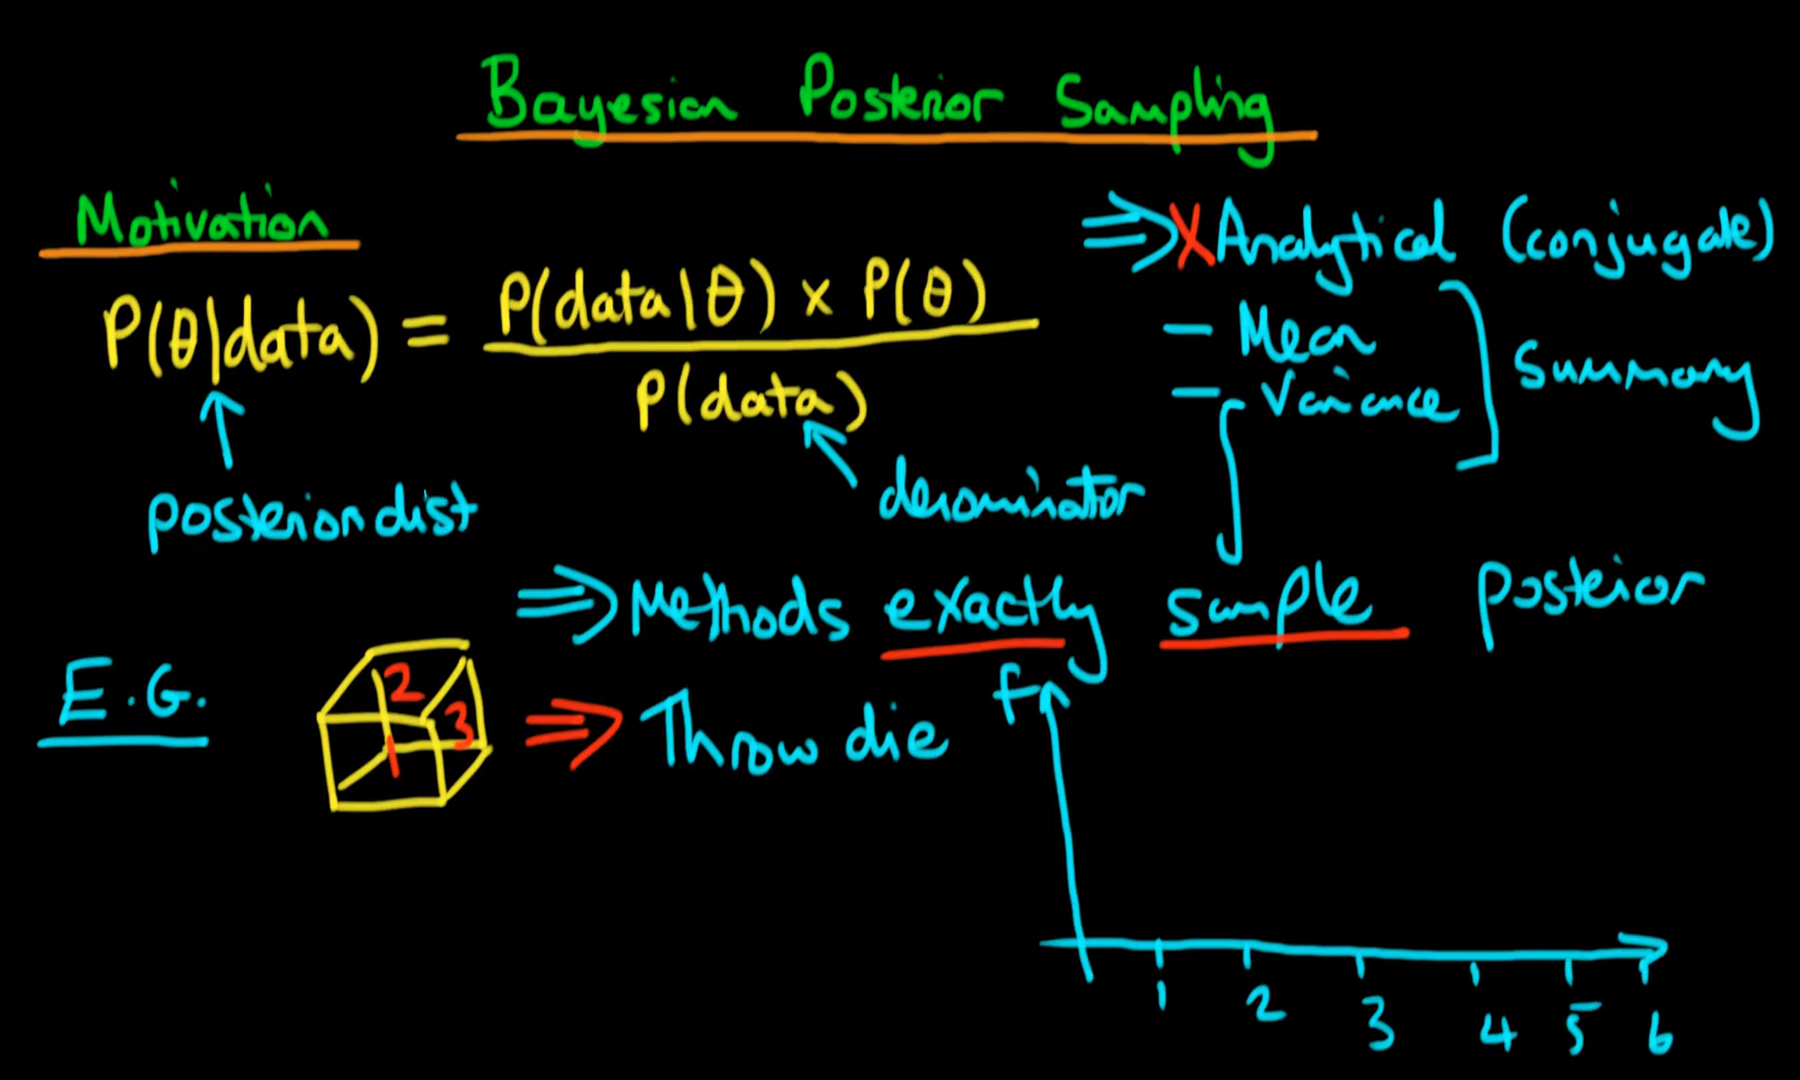 Bayesian Posterior Sampling
Motivation
P(θ|data) = P(data|θ) x P(θ)
P(data)
posterior dist
denominator
⇒ X Analytical (conjugate)
- Mean
- Variance
Summary
∫
⇒ Methods exactly sample posterior
E.G.
2
3
1
⇒ Throw die
f
1 2 3 4 5 6